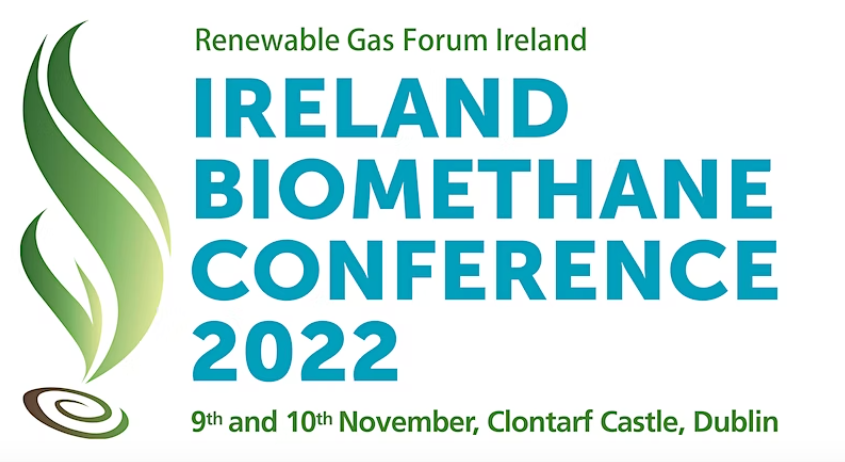 Renewable Gas Forum Ireland
IRELAND
BIOMETHANE
CONFERENCE
2022
9th and 10th November, Clontarf Castle, Dublin